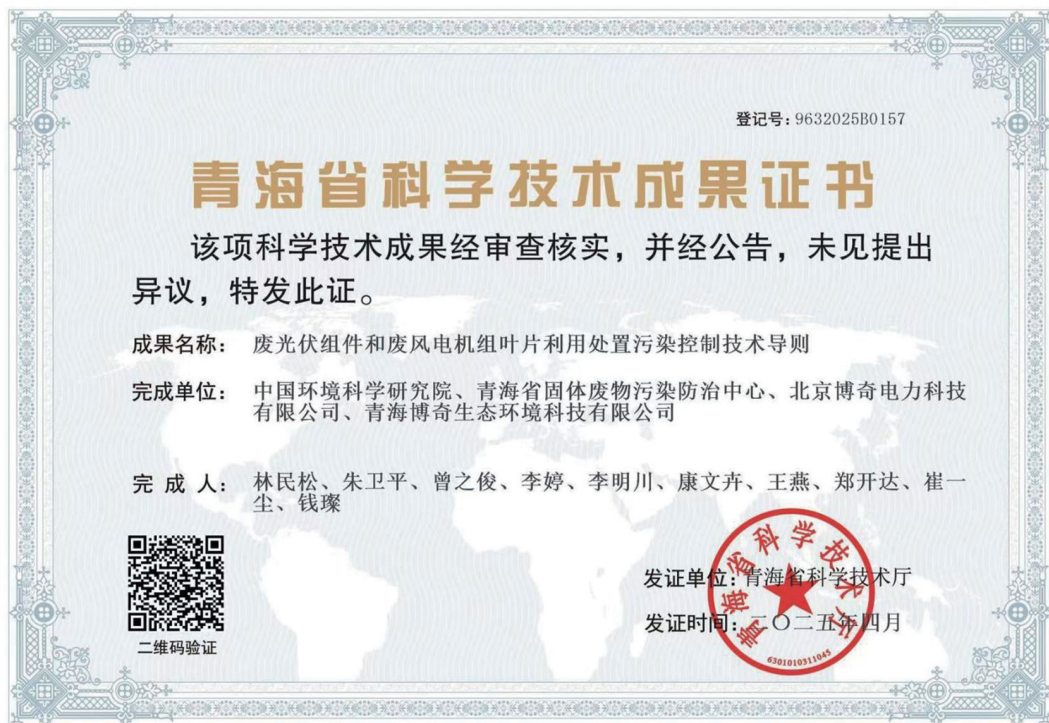 登记号:9632025B0157
青海省科学技术成果证书
该项科学技术成果经审查核实，并经公告，未见提出
异议，特发此证。
成果名称： 废光伏组件和废风电机组叶片利用处置污染控制技术导则
完成单位： 中国环境科学研究院、青海省固体废物污染防治中心、北京博奇电力科技
有限公司、青海博奇生态环境科技有限公司
完 成 人： 林民松、朱卫平、曾之俊、李婷、李明川、康文卉、王燕、郑开达、崔一
尘、钱璨
发证单位：青海省科学技术厅
发证时间：二〇二五年四月
青海省科学技术厅
6301010311045
二维码验证